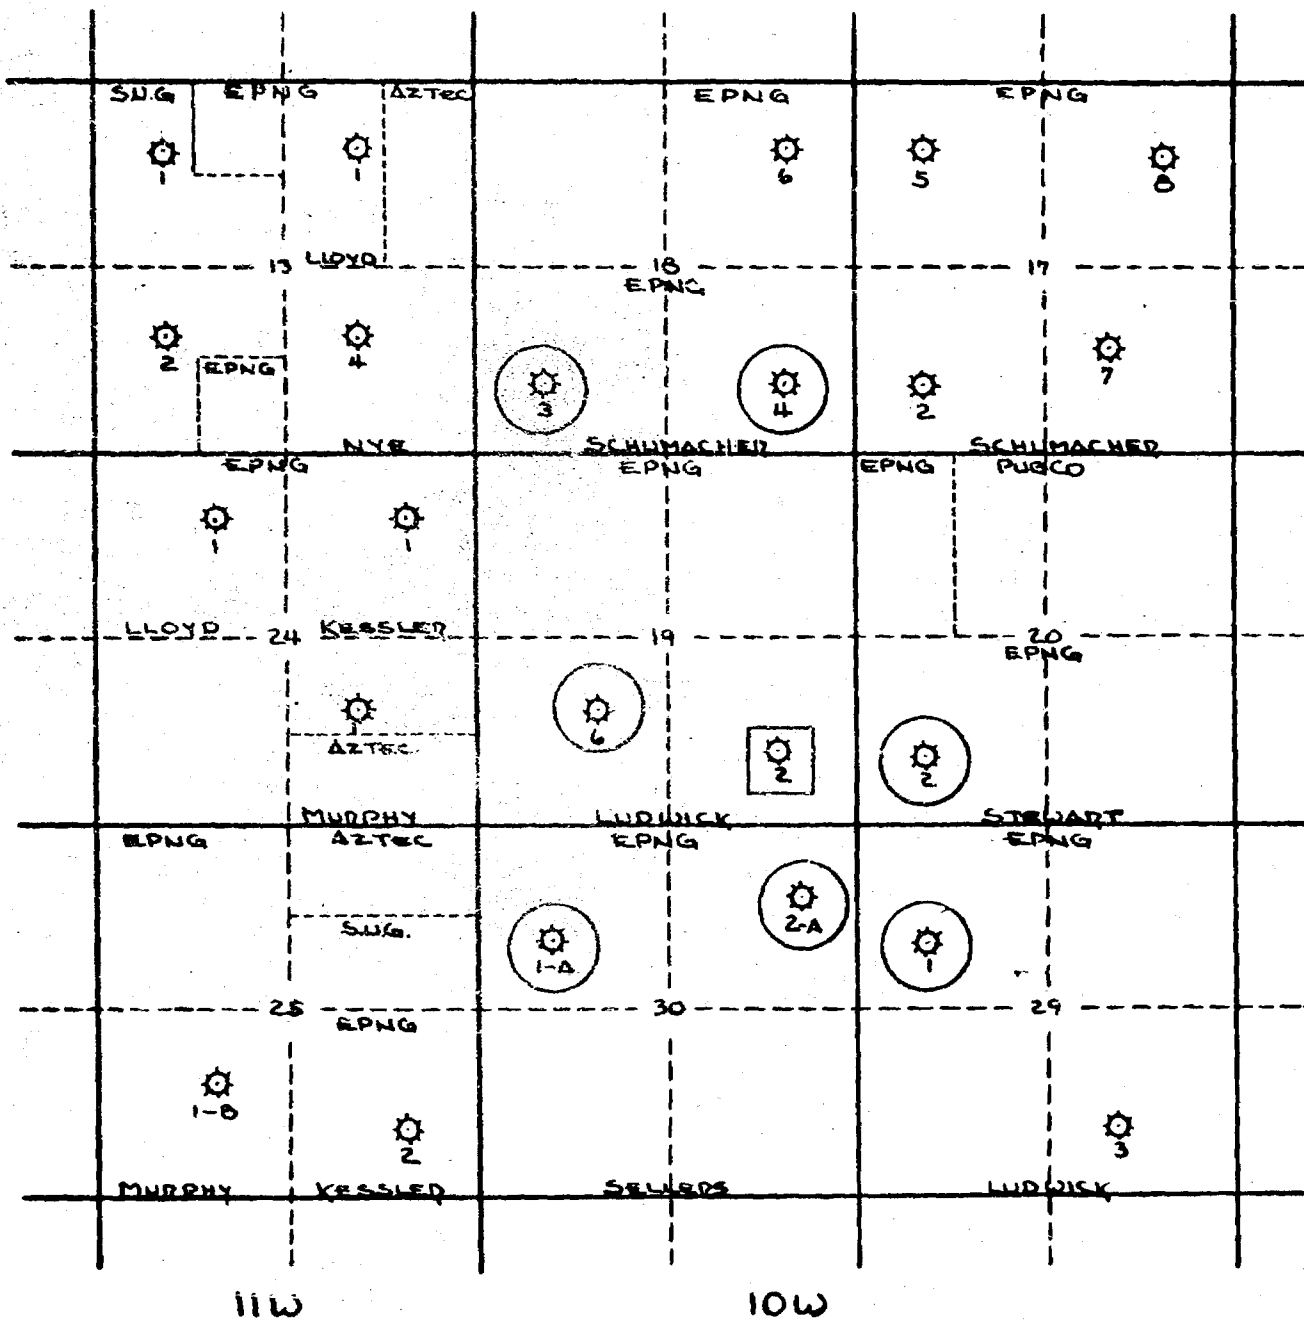 S.U.G EPNG AZTEC EPNG EPNG
1 1 6 5 8
LLOYD
13 18 17
EPNG
2 4 3 4 2 7
EPNG
NYE SCHUMACHER SCHUMACHER
EPNG EPNG EPNG PUBCO
1 1
LLOYD 24 KESSLER 19 20
EPNG
1 6 2 2
AZTEC
MURPHY LUDWICK STEWART
EPNG AZTEC EPNG EPNG
S.U.G.
1-A 2-A 1
25 30 29
EPNG
1-B 2 3
MURPHY KESSLER SELLERS LUDWICK
11W 10W